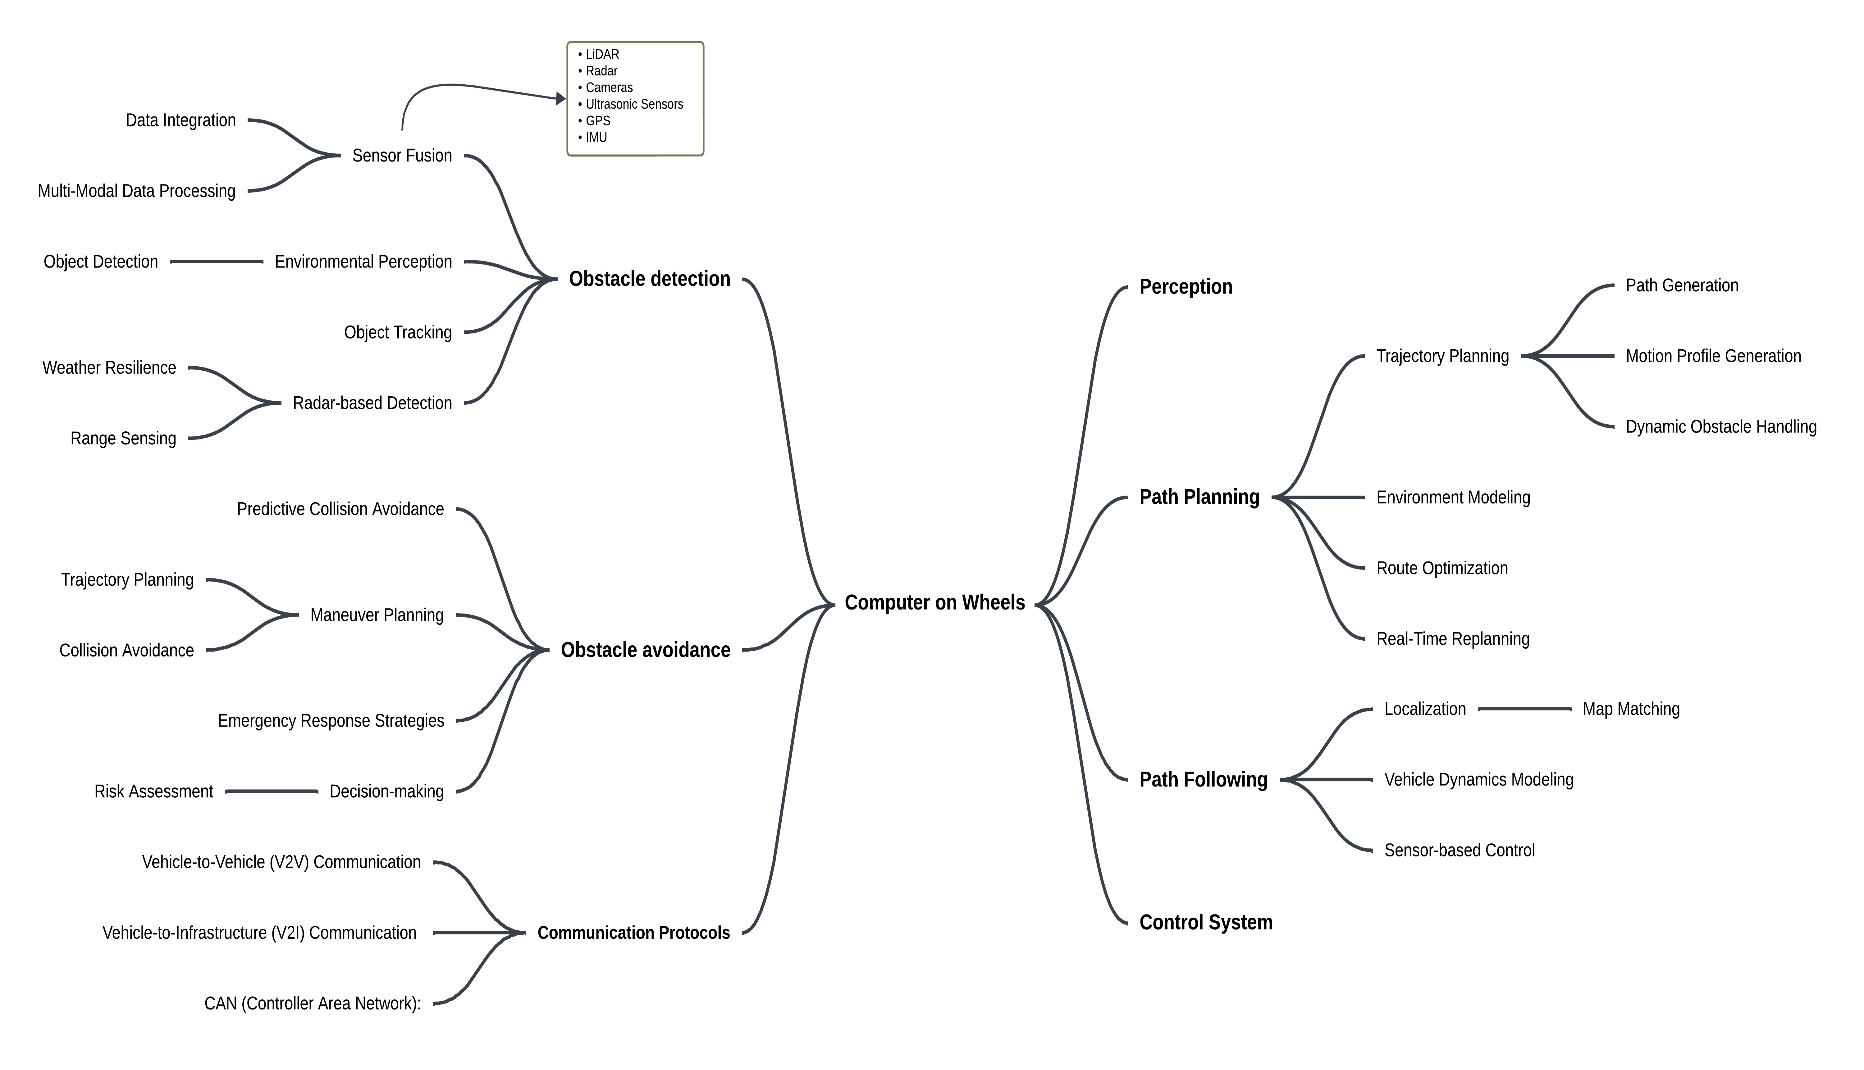 • LiDAR
• Radar
• Cameras
• Ultrasonic Sensors
• GPS
• IMU
Data Integration
Sensor Fusion
Multi-Modal Data Processing
Object Detection
Environmental Perception
Obstacle detection
Object Tracking
Weather Resilience
Radar-based Detection
Range Sensing
Predictive Collision Avoidance
Trajectory Planning
Maneuver Planning
Collision Avoidance
Obstacle avoidance
Emergency Response Strategies
Risk Assessment
Decision-making
Vehicle-to-Vehicle (V2V) Communication
Vehicle-to-Infrastructure (V2I) Communication
Communication Protocols
CAN (Controller Area Network):
Computer on Wheels
Perception
Path Generation
Trajectory Planning
Motion Profile Generation
Dynamic Obstacle Handling
Path Planning
Environment Modeling
Route Optimization
Real-Time Replanning
Localization
Map Matching
Path Following
Vehicle Dynamics Modeling
Sensor-based Control
Control System